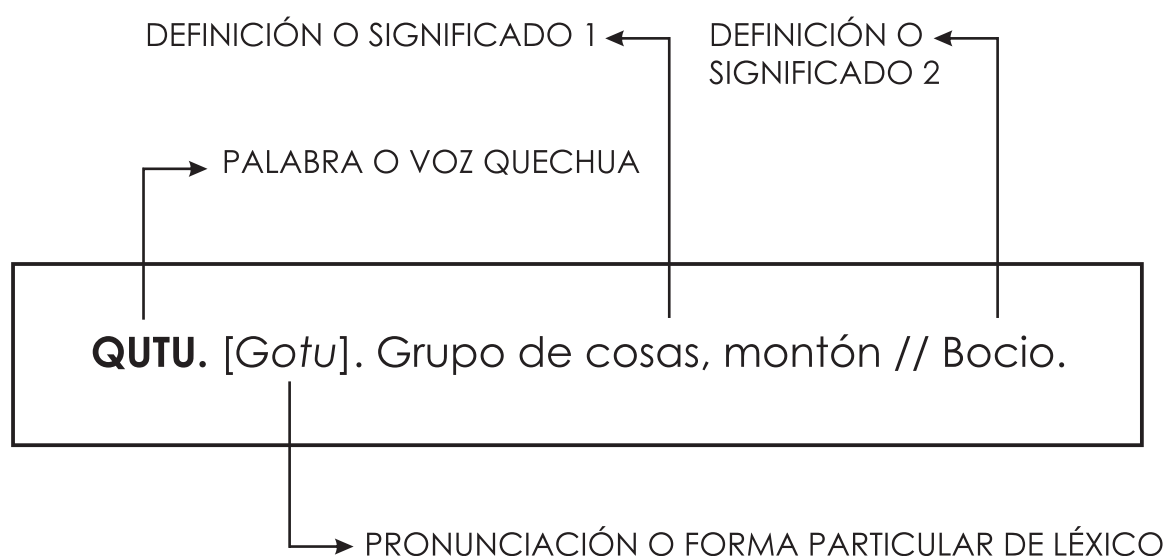 DEFINICIÓN O SIGNIFICADO 1
DEFINICIÓN O
SIGNIFICADO 2
PALABRA O VOZ QUECHUA
QUTU. [Gotu]. Grupo de cosas, montón // Bocio.
PRONUNCIACIÓN O FORMA PARTICULAR DE LÉXICO